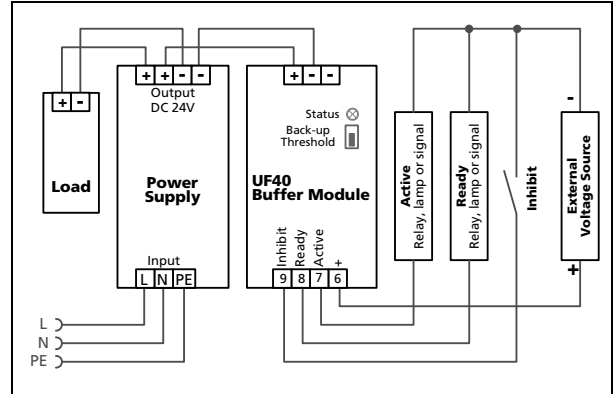 + -
Load
+ + - -
Output
DC 24V
Power
Supply
Input
L N PE
L
N
PE
+ - -
Status
Back-up
Threshold
UF40
Buffer Module
Inhibit
Ready
Active
+
9 8 7 6
Active
Relay, lamp or signal
Ready
Relay, lamp or signal
Inhibit
-
External
Voltage Source
+